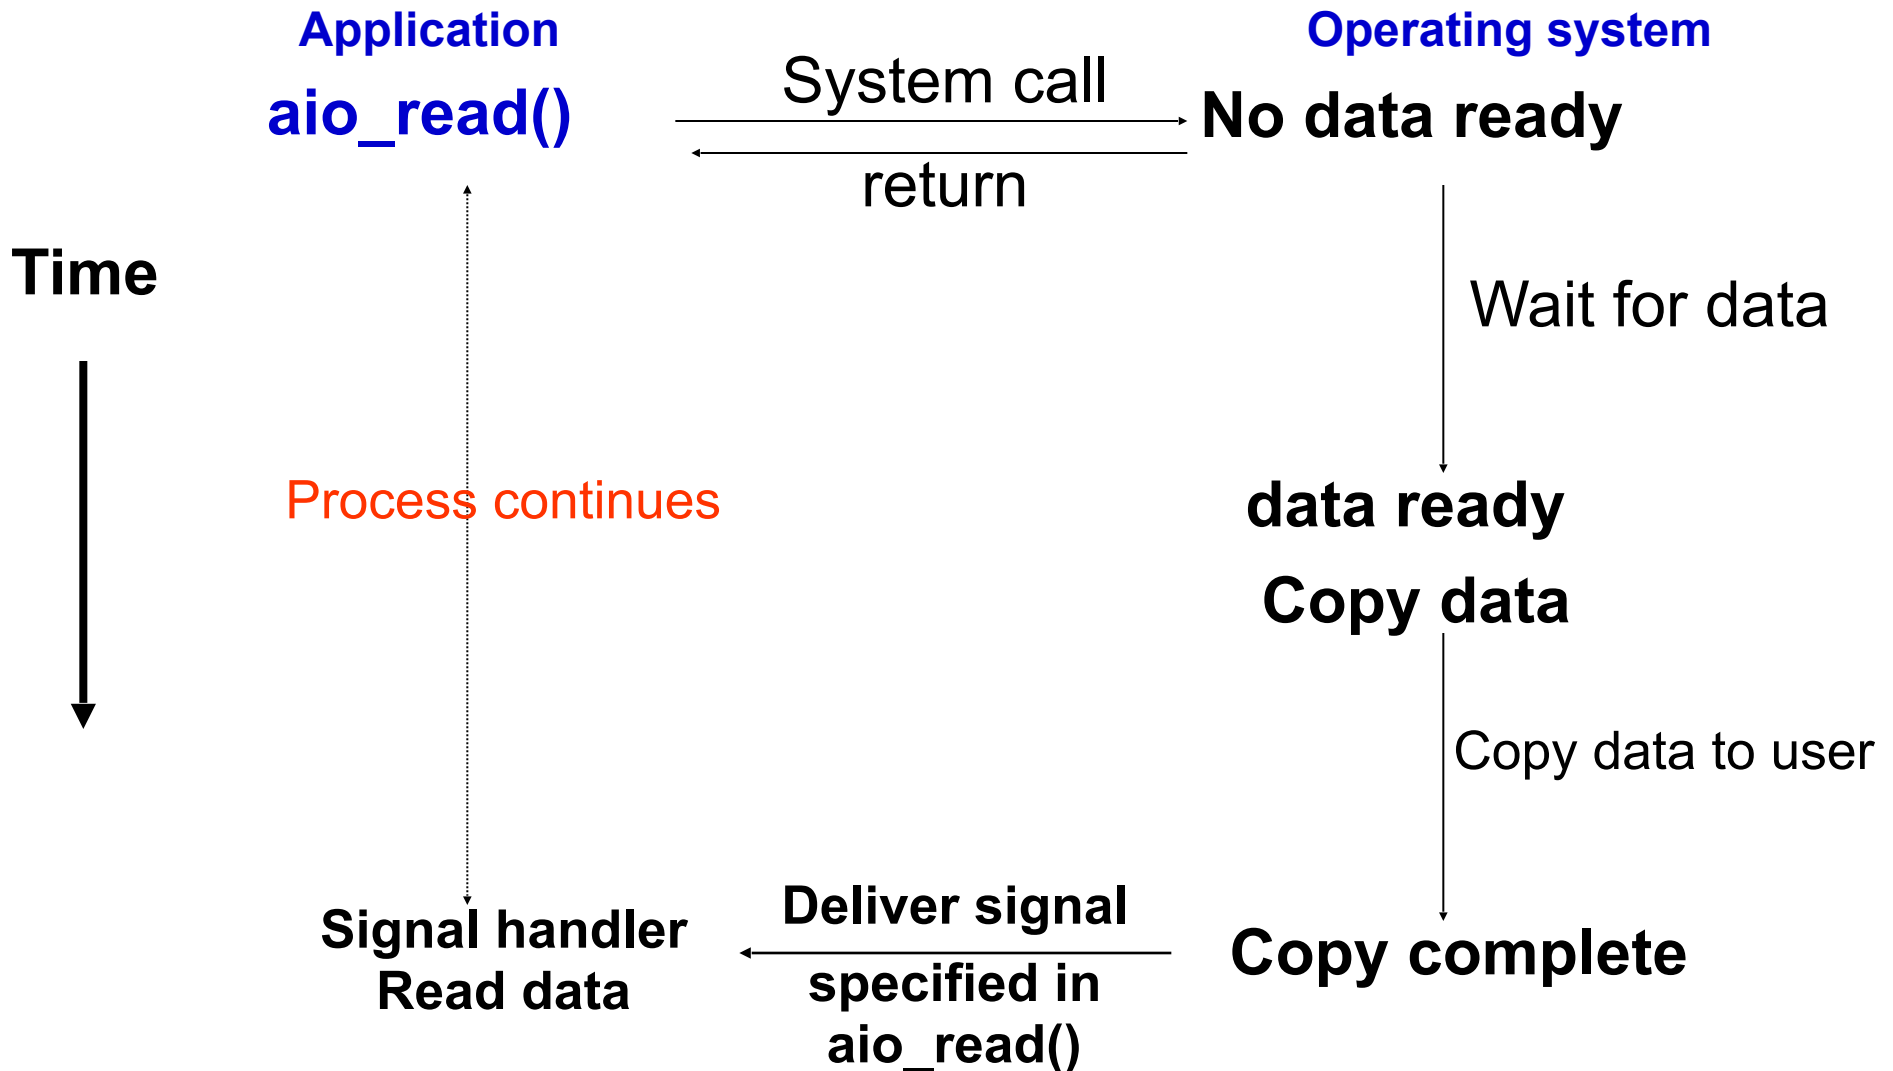 Application
Operating system
aio_read()
System call
No data ready
return
Time
Wait for data
Process continues
data ready
Copy data
Copy data to user
Signal handler
Read data
Deliver signal
specified in
aio_read()
Copy complete